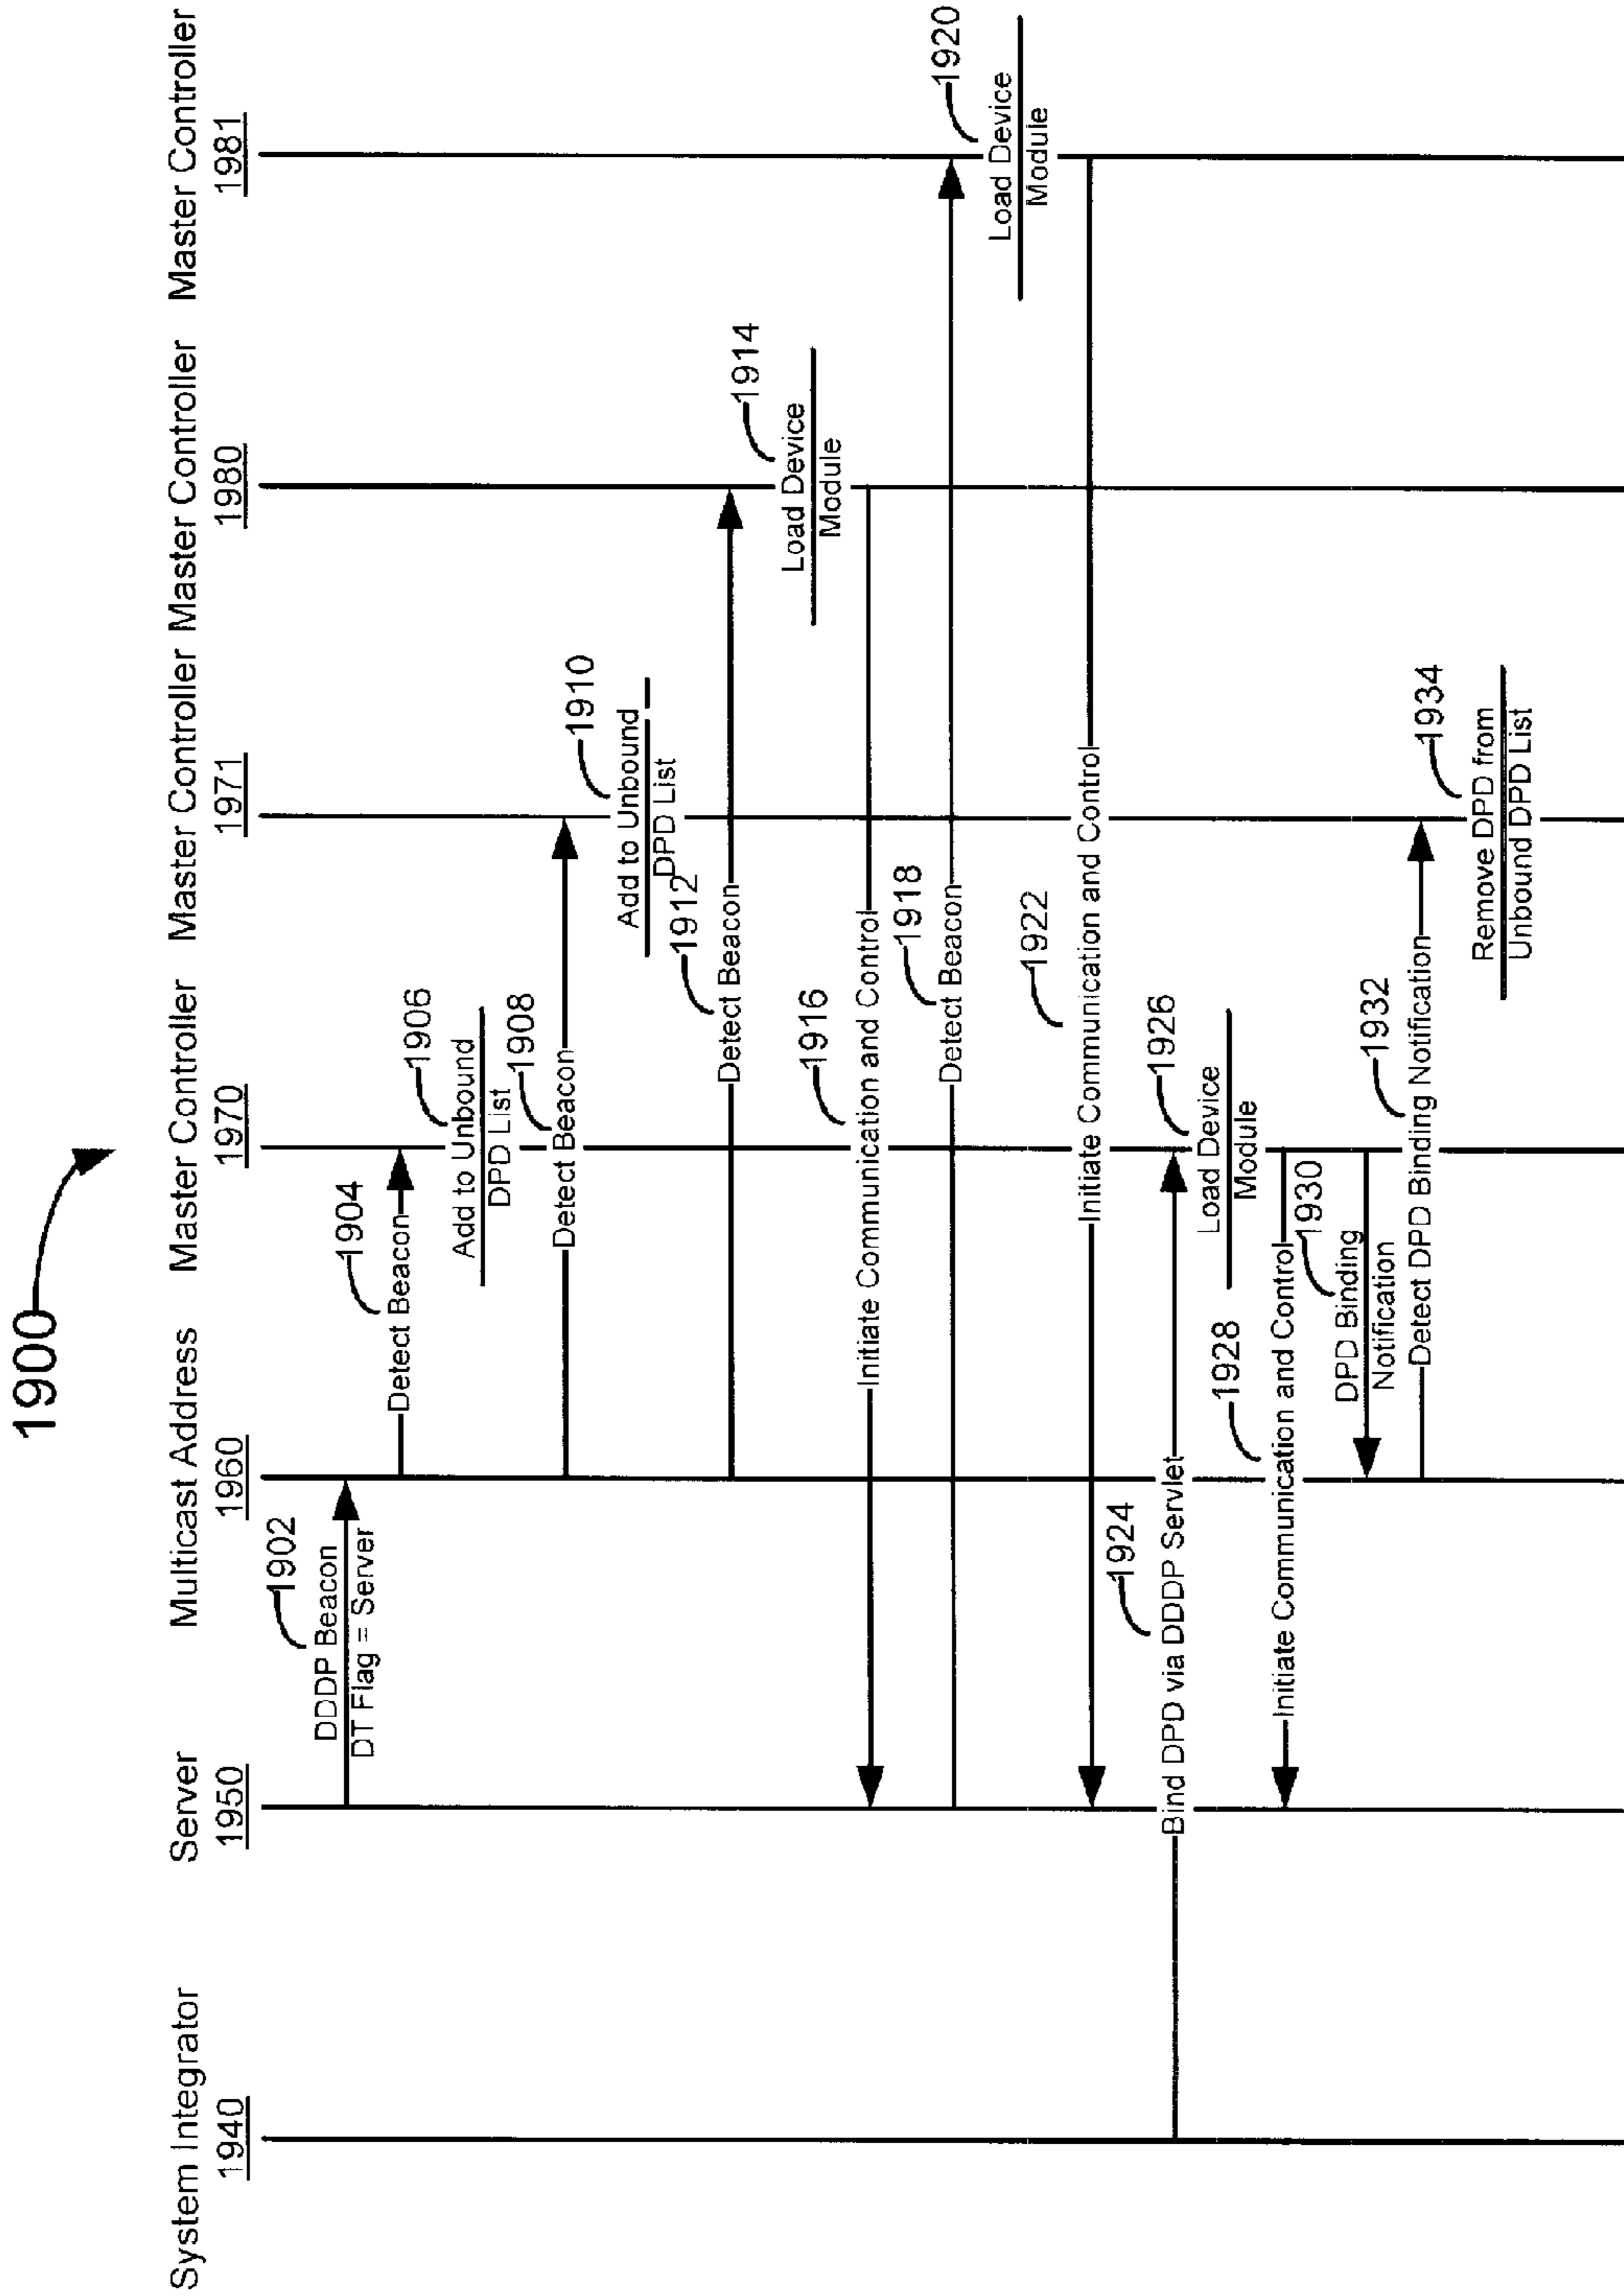 1900
System Integrator
1940
Server
1950
Multicast Address
1960
Master Controller
1970
Master Controller
1971
Master Controller
1980
Master Controller
1981
1902
DDDP Beacon
DT Flag = Server
1904
Detect Beacon
1906
Add to Unbound
DPD List
1908
Detect Beacon
1910
Add to Unbound
DPD List
1912
Detect Beacon
1914
Load Device
Module
1916
Initiate Communication and Control
1918
Detect Beacon
1920
Load Device
Module
1922
Initiate Communication and Control
1924
Bind DPD via DDDP Servlet
1926
Load Device
Module
1928
Initiate Communication and Control
1930
DPD Binding
Notification
1932
Detect DPD Binding Notification
1934
Remove DPD from
Unbound DPD List